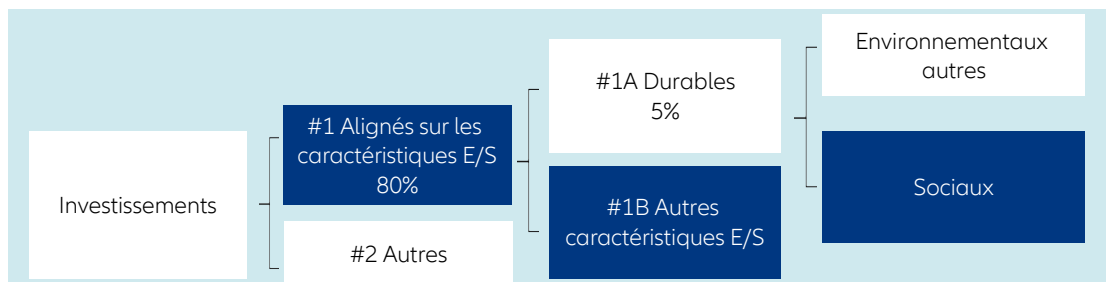 Investissements
#1 Alignés sur les
caractéristiques E/S
80%
#2 Autres
#1A Durables
5%
#1B Autres
caractéristiques E/S
Environnementaux
autres
Sociaux